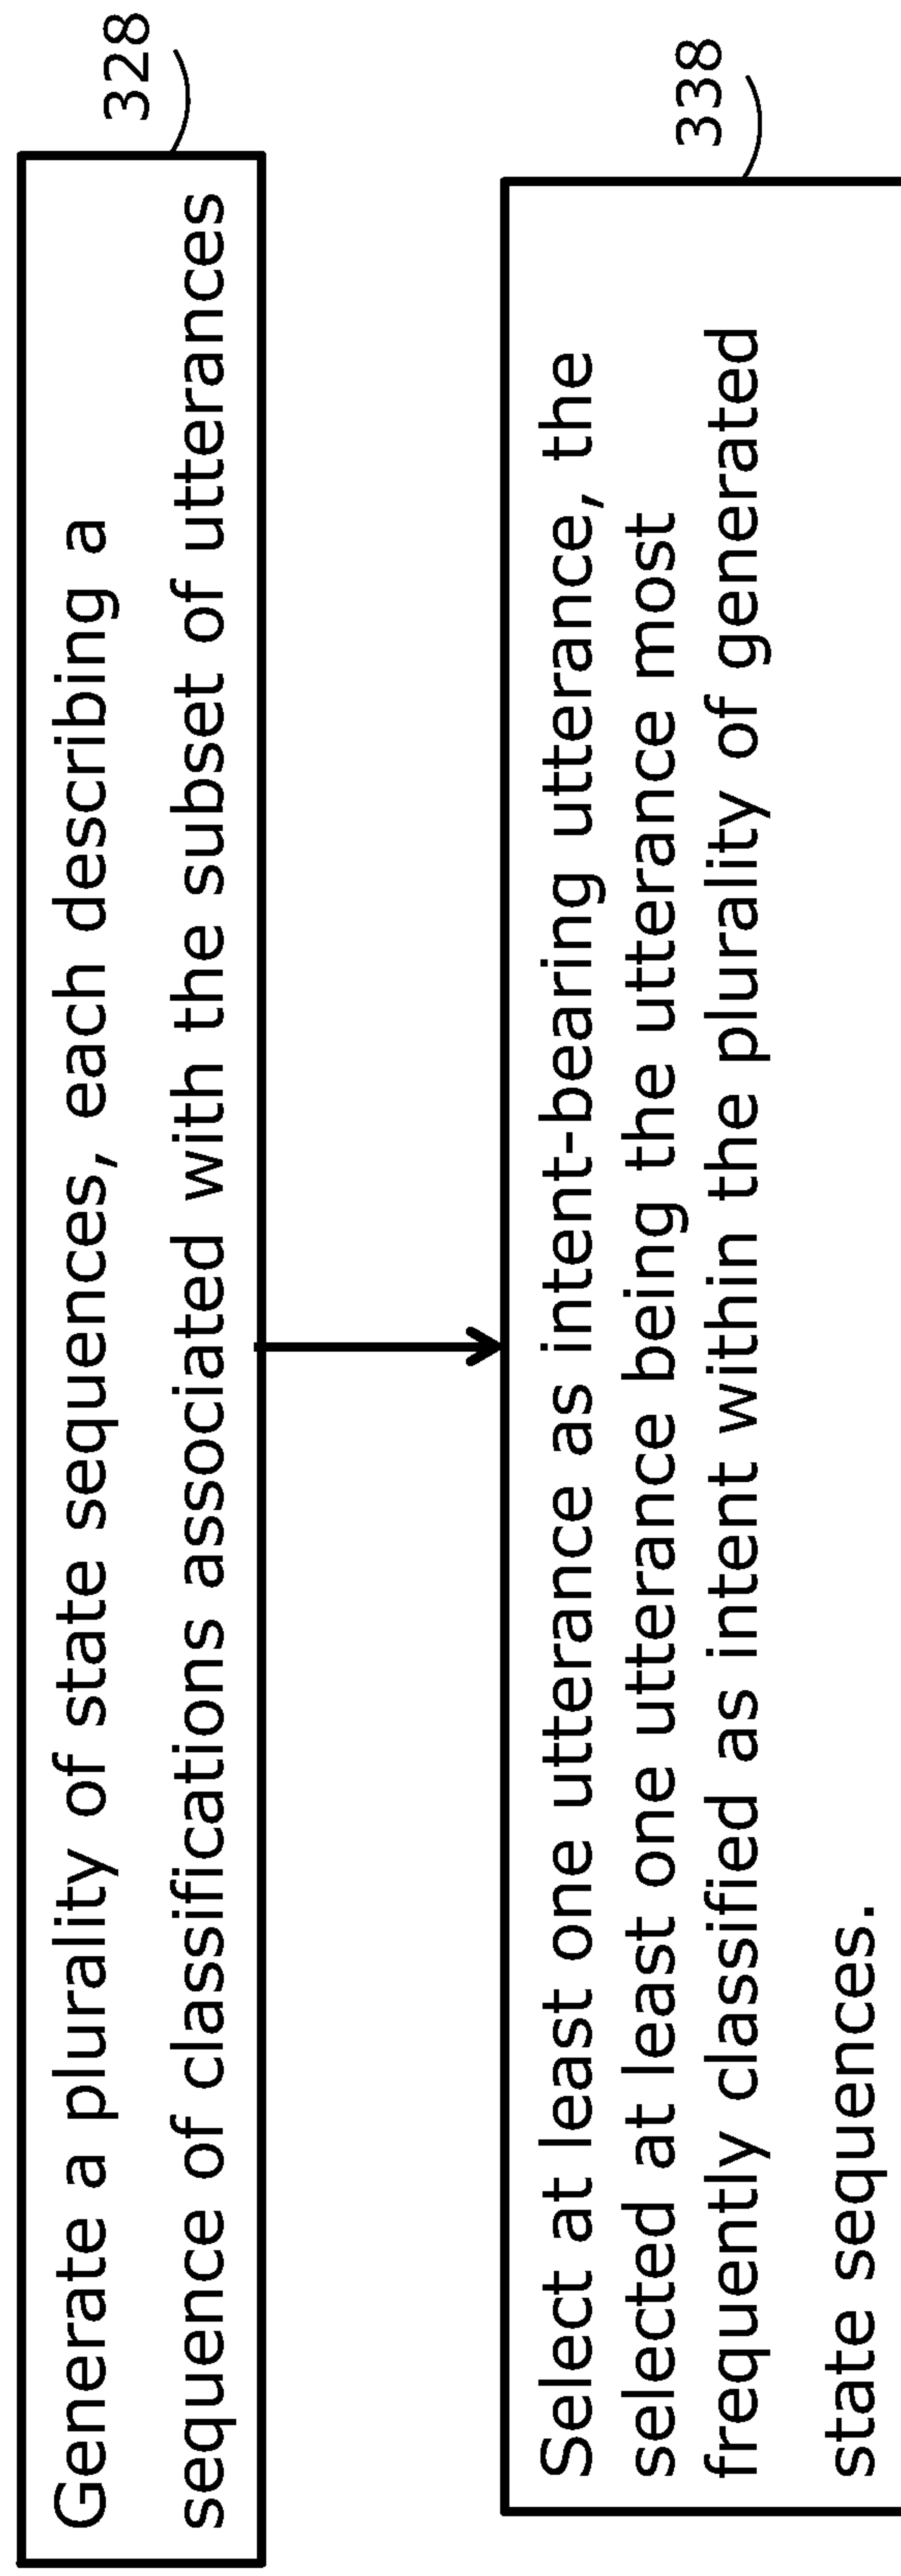 328
Generate a plurality of state sequences, each describing a
sequence of classifications associated with the subset of utterances
338
Select at least one utterance as intent-bearing utterance, the
selected at least one utterance being the utterance most
frequently classified as intent within the plurality of generated
state sequences.